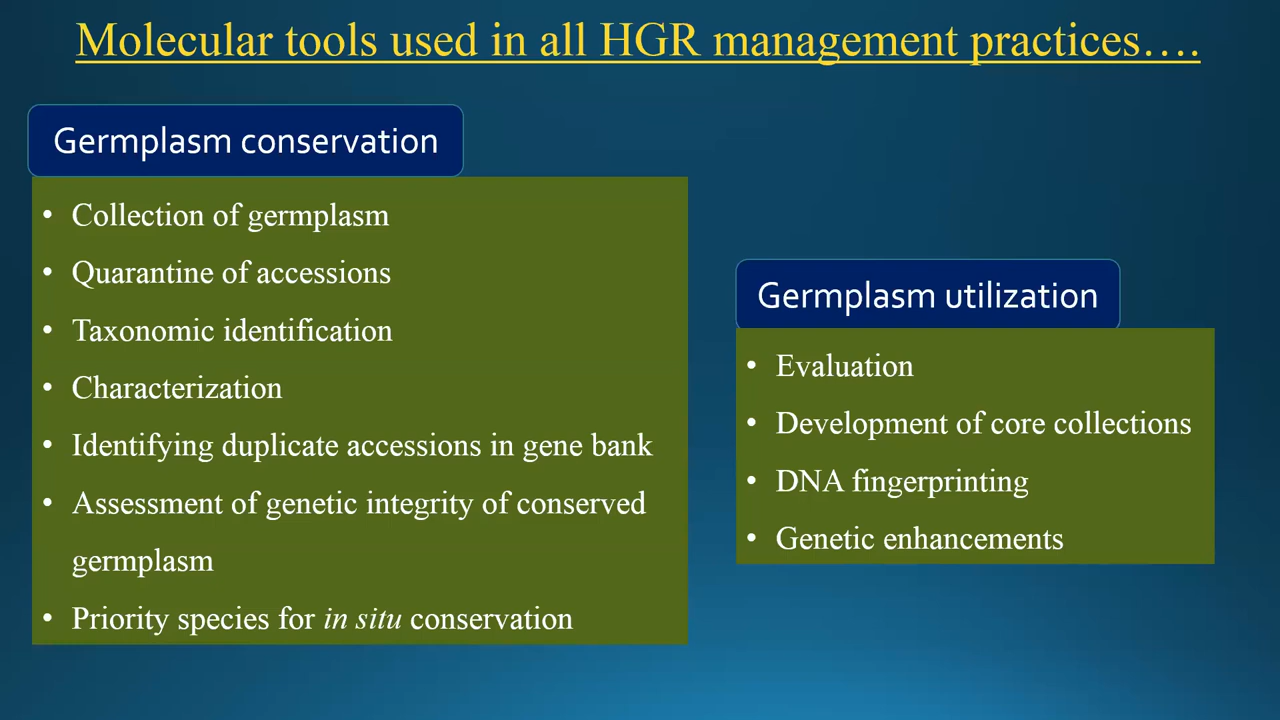 Molecular tools used in all HGR management practices….
Germplasm conservation
• Collection of germplasm
• Quarantine of accessions
• Taxonomic identification
• Characterization
• Identifying duplicate accessions in gene bank
• Assessment of genetic integrity of conserved
germplasm
• Priority species for in situ conservation
Germplasm utilization
• Evaluation
• Development of core collections
• DNA fingerprinting
• Genetic enhancements